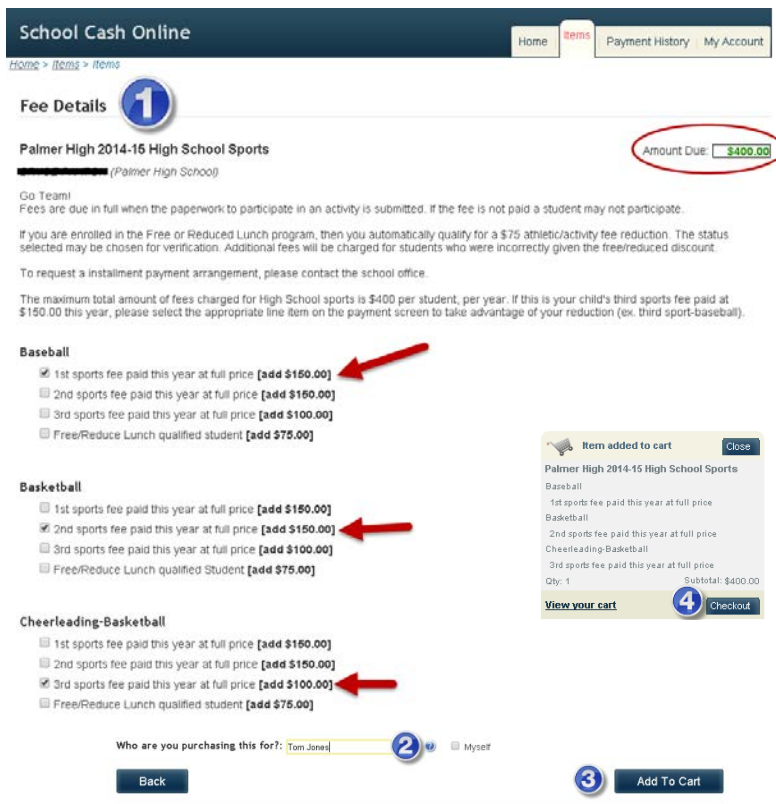 School Cash Online
Home Items Payment History My Account
Home > Items > Items
Fee Details 1
Palmer High 2014-15 High School Sports
Amount Due: $400.00
(Palmer High School)
Go Team!
Fees are due in full when the paperwork to participate in an activity is submitted. If the fee is not paid a student may not participate.
If you are enrolled in the Free or Reduced Lunch program, then you automatically qualify for a $75 athletic/activity fee reduction. The status
selected may be chosen for verification. Additional fees will be charged for students who were incorrectly given the free/reduced discount.
To request a installment payment arrangement, please contact the school office.
The maximum total amount of fees charged for High School sports is $400 per student, per year. If this is your child's third sports fee paid at
$150.00 this year, please select the appropriate line item on the payment screen to take advantage of your reduction (ex. third sport-baseball).
Baseball
1st sports fee paid this year at full price [add $150.00]
2nd sports fee paid this year at full price [add $150.00]
3rd sports fee paid this year at full price [add $100.00]
Free/Reduce Lunch qualified student [add $75.00]
Basketball
1st sports fee paid this year at full price [add $150.00]
2nd sports fee paid this year at full price [add $150.00]
3rd sports fee paid this year at full price [add $100.00]
Free/Reduce Lunch qualified Student [add $75.00]
Cheerleading-Basketball
1st sports fee paid this year at full price [add $150.00]
2nd sports fee paid this year at full price [add $150.00]
3rd sports fee paid this year at full price [add $100.00]
Free/Reduce Lunch qualified student [add $75.00]
Item added to cart Close
Palmer High 2014-15 High School Sports
Baseball
1st sports fee paid this year at full price
Basketball
2nd sports fee paid this year at full price
Cheerleading-Basketball
3rd sports fee paid this year at full price
Qty: 1 Subtotal: $400.00
View your cart 4 Checkout
Who are you purchasing this for?: Tom Jones 2 ? Myself
Back 3 Add To Cart